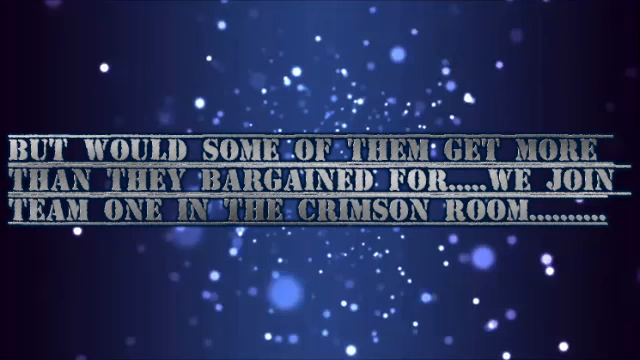 BUT WOULD SOME OF THEM GET MORE
THAN THEY BARGAINED FOR.....WE JOIN
TEAM ONE IN THE CRIMSON ROOM..........